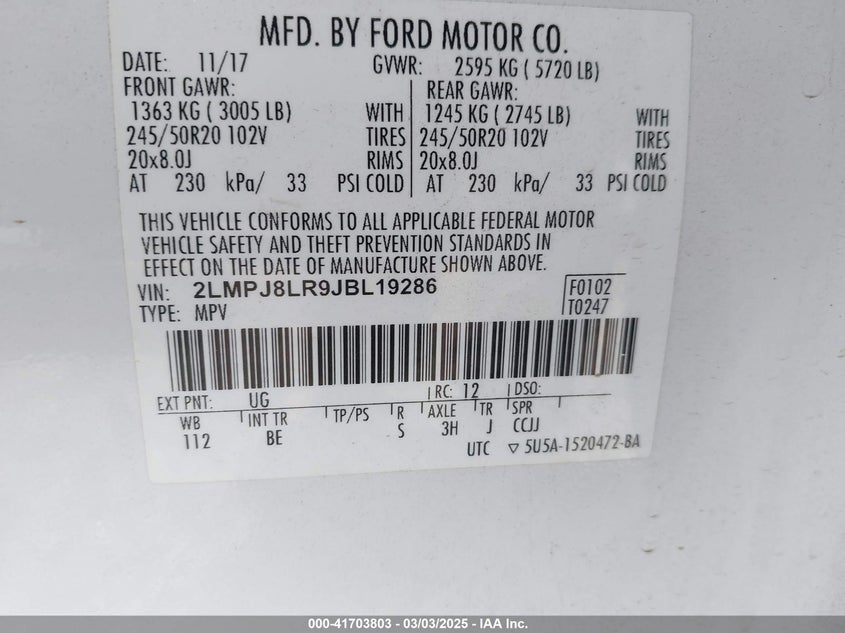 MFD. BY FORD MOTOR CO.
DATE: 11/17 GVWR: 2595 KG ( 5720 LB)
FRONT GAWR: REAR GAWR:
1363 KG ( 3005 LB) WITH 1245 KG ( 2745 LB) WITH
245/50R20 102V TIRES 245/50R20 102V TIRES
20x8.0J RIMS 20x8.0J RIMS
AT 230 kPa/ 33 PSI COLD AT 230 kPa/ 33 PSI COLD
THIS VEHICLE CONFORMS TO ALL APPLICABLE FEDERAL MOTOR
VEHICLE SAFETY AND THEFT PREVENTION STANDARDS IN
EFFECT ON THE DATE OF MANUFACTURE SHOWN ABOVE.
VIN: 2LMPJ8LR9JBL19286 F0102
TYPE: MPV T0247
EXT PNT: UG RC: 12 DSO:
WB INT TR TP/PS R AXLE TR SPR
112 BE S 3H J CCJJ
UTC ▽ 5U5A-1520472-BA
000-41703803 - 03/03/2025 - IAA Inc.